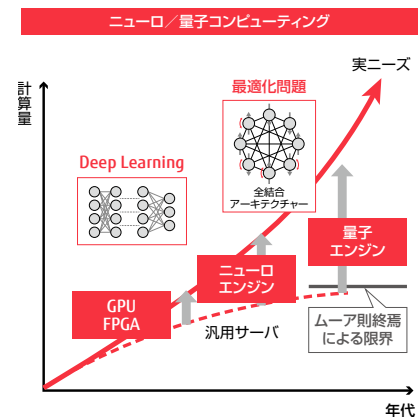 ニューロ／量子コンピューティング
計算量
実ニーズ
最適化問題
全結合
アーキテクチャー
Deep Learning
量子
エンジン
ニューロ
エンジン
GPU
FPGA
汎用サーバ
ムーア則終焉
による限界
年代